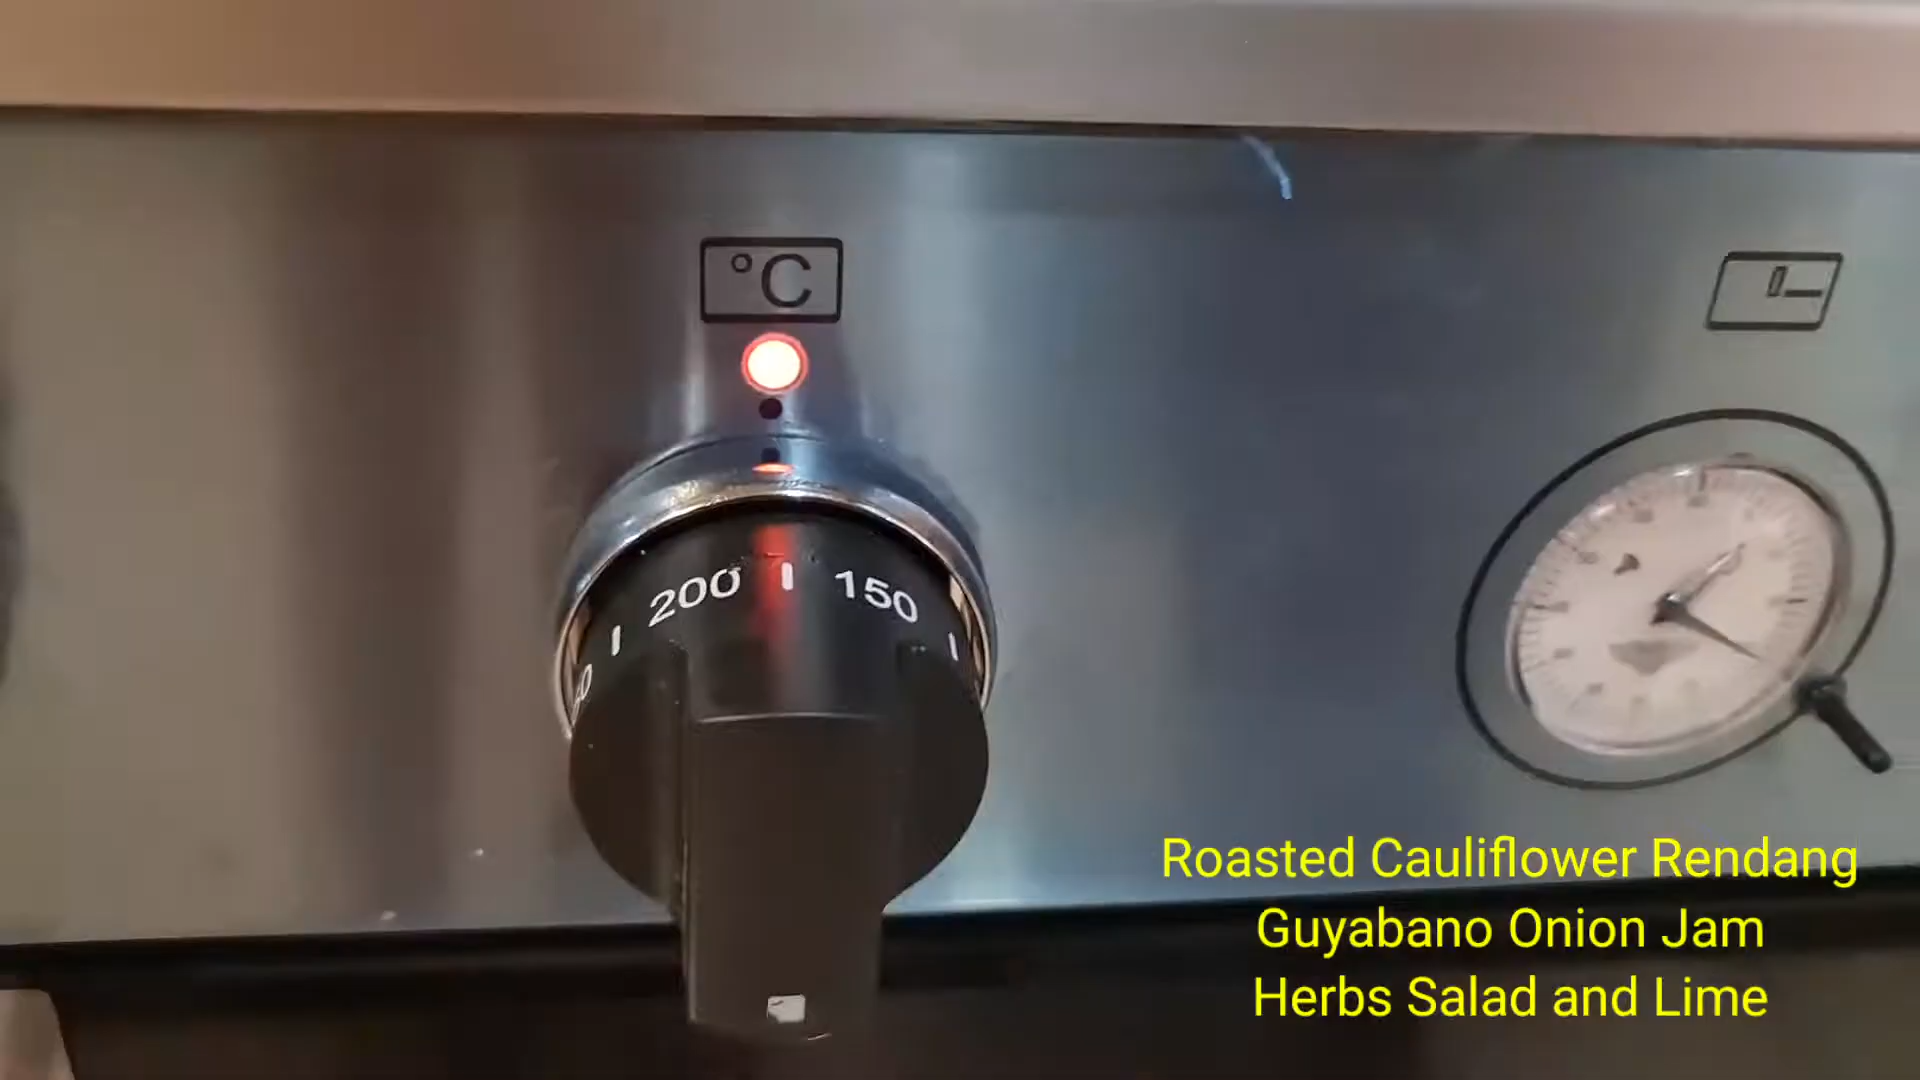 °C
200 150
Roasted Cauliflower Rendang
Guyabano Onion Jam
Herbs Salad and Lime